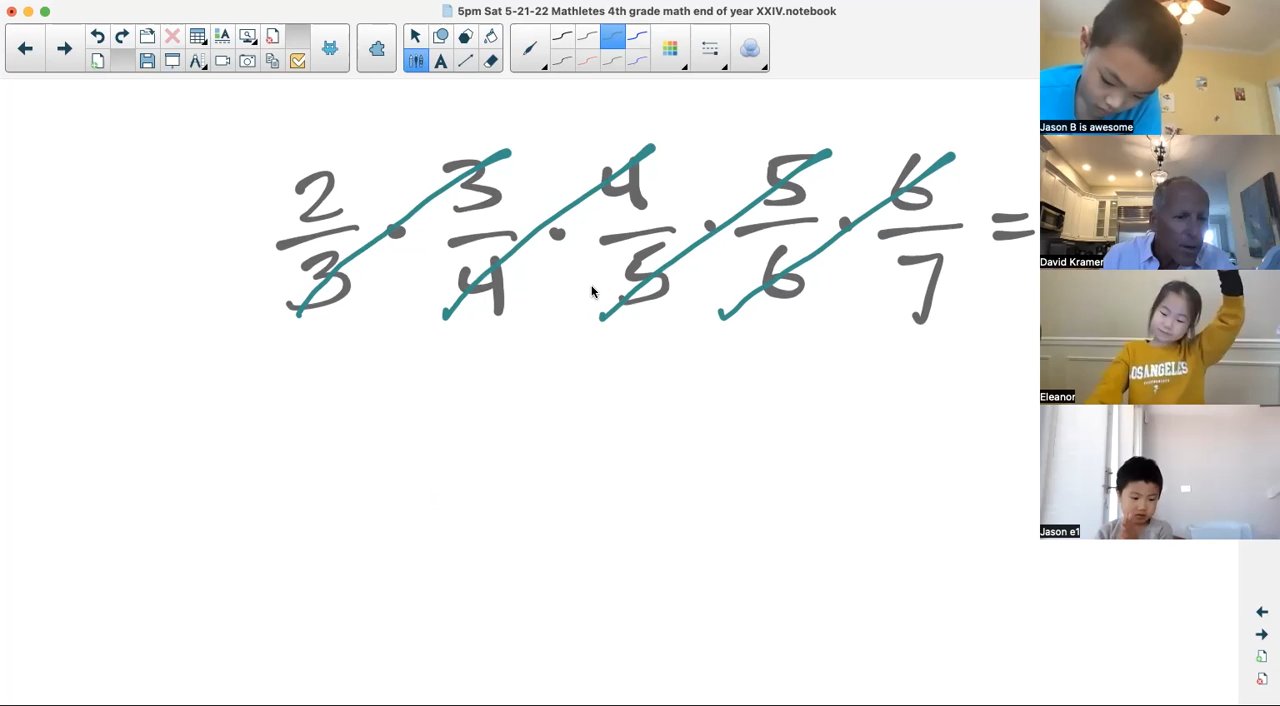 5pm Sat 5-21-22 Mathletes 4th grade math end of year XXIV.notebook
2/3 · 3/4 · 4/5 · 5/6 · 6/7 =
Jason B is awesome
David Kramer
OSANGELES
Eleanor
Jason e1